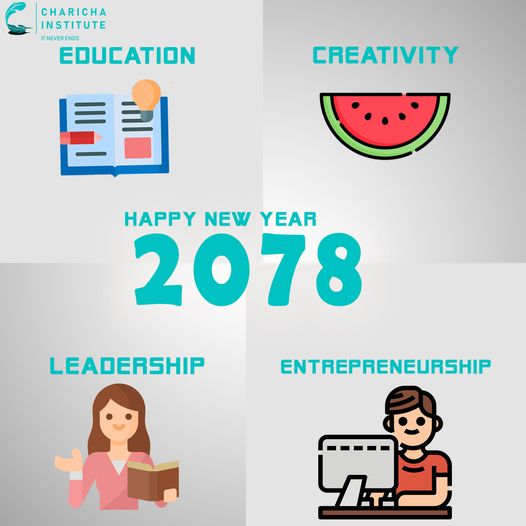 CHARICHA
INSTITUTE
IT NEVER ENDS
EDUCATION
CREATIVITY
HAPPY NEW YEAR
2078
LEADERSHIP
ENTREPRENEURSHIP